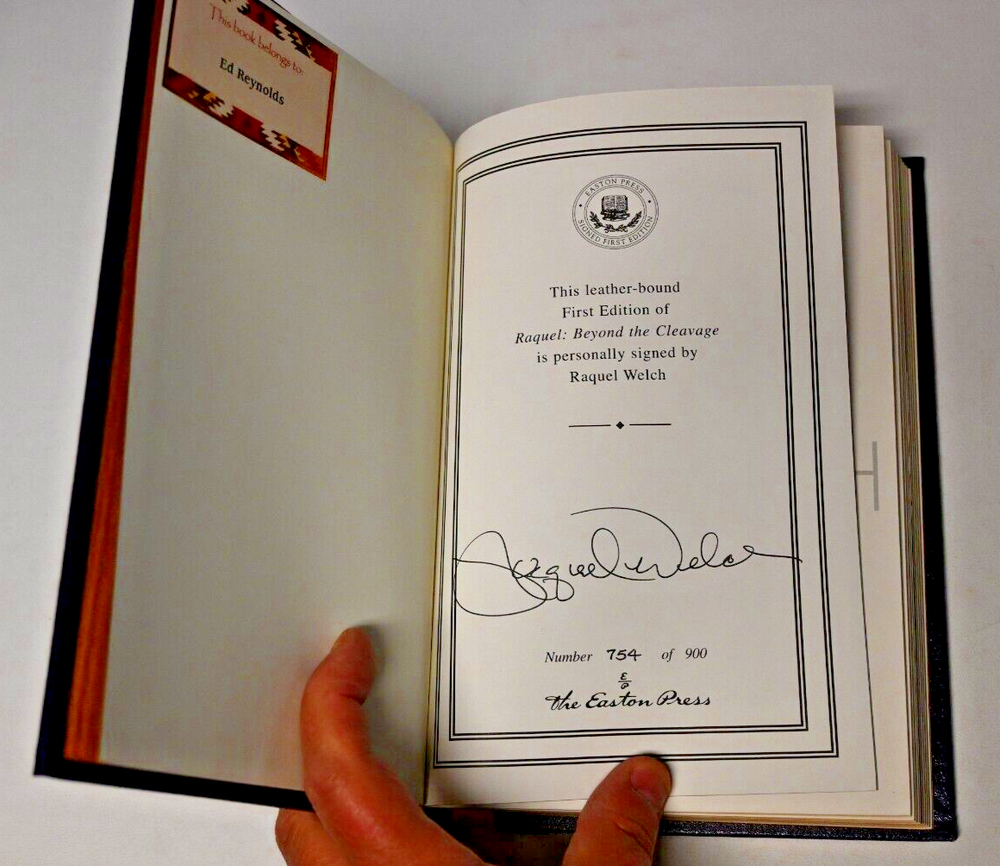 This book belongs to:
Ed Reynolds
EASTON PRESS
SIGNED FIRST EDITION
This leather-bound
First Edition of
Raquel: Beyond the Cleavage
is personally signed by
Raquel Welch
Raquel Welch
Number 754 of 900
E/P
The Easton Press